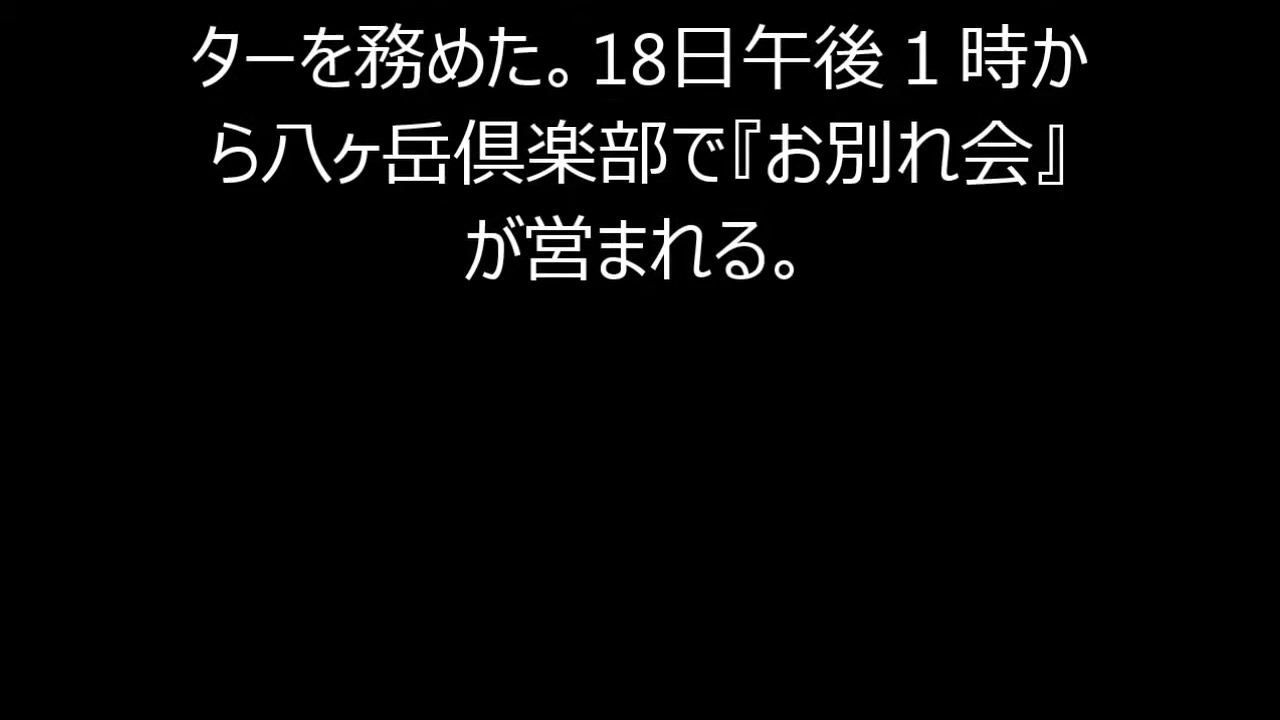 ターを務めた。18日午後１時か
ら八ヶ岳倶楽部で『お別れ会』
が営まれる。